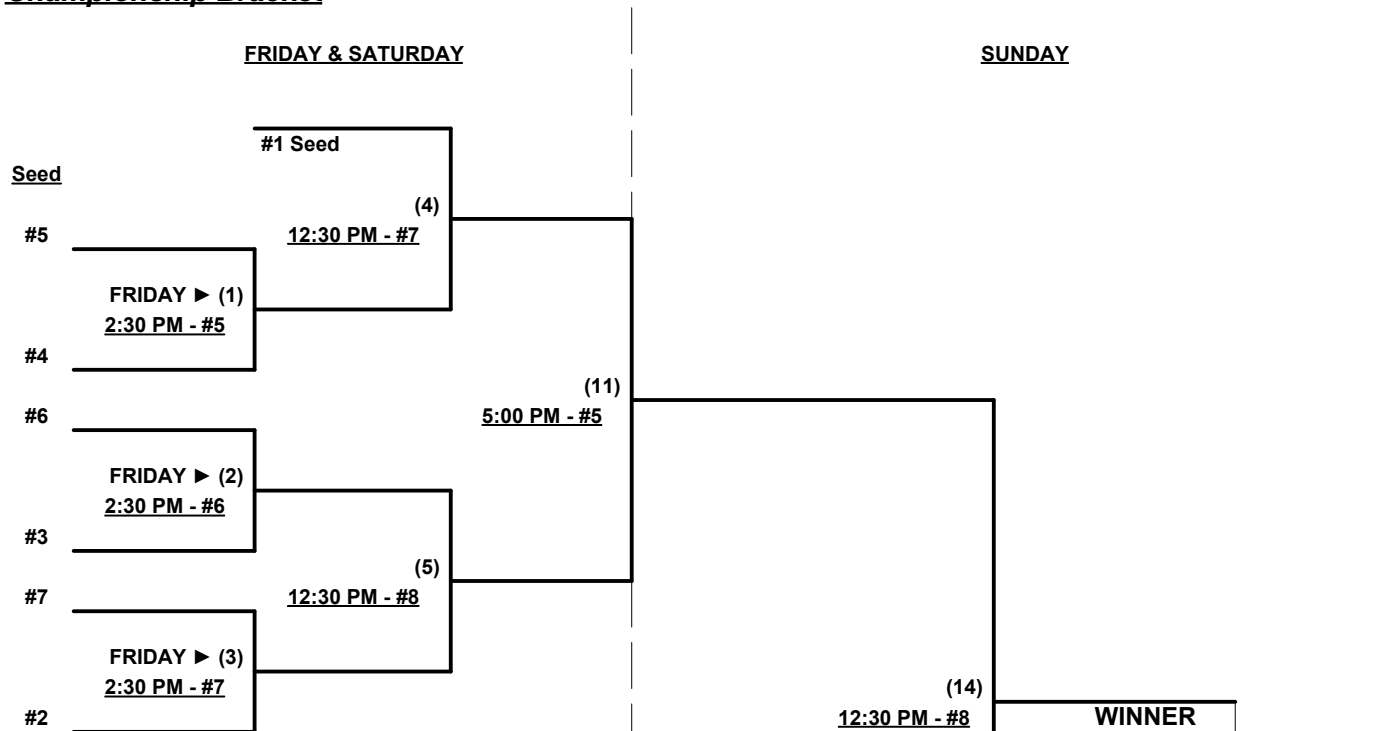 Championship Bracket
FRIDAY & SATURDAY
SUNDAY
#1 Seed
Seed
(4)
#5
12:30 PM - #7
FRIDAY ► (1)
2:30 PM - #5
#4
(11)
#6
5:00 PM - #5
FRIDAY ► (2)
2:30 PM - #6
#3
(5)
#7
12:30 PM - #8
FRIDAY ► (3)
2:30 PM - #7
(14)
#2
12:30 PM - #8
WINNER